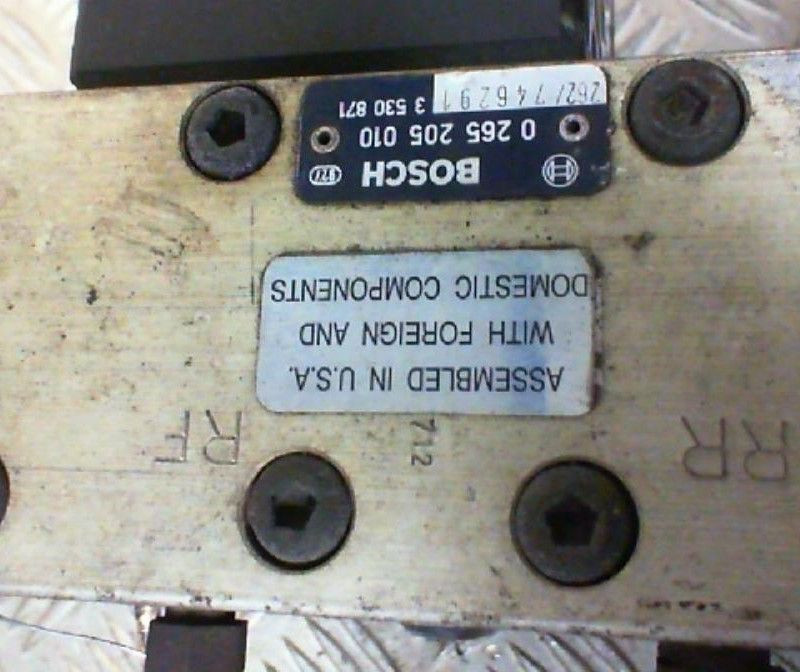 BOSCH
0 265 205 010
3 530 871
262/746291
ASSEMBLED IN U.S.A.
WITH FOREIGN AND
DOMESTIC COMPONENTS
RR
RF
712